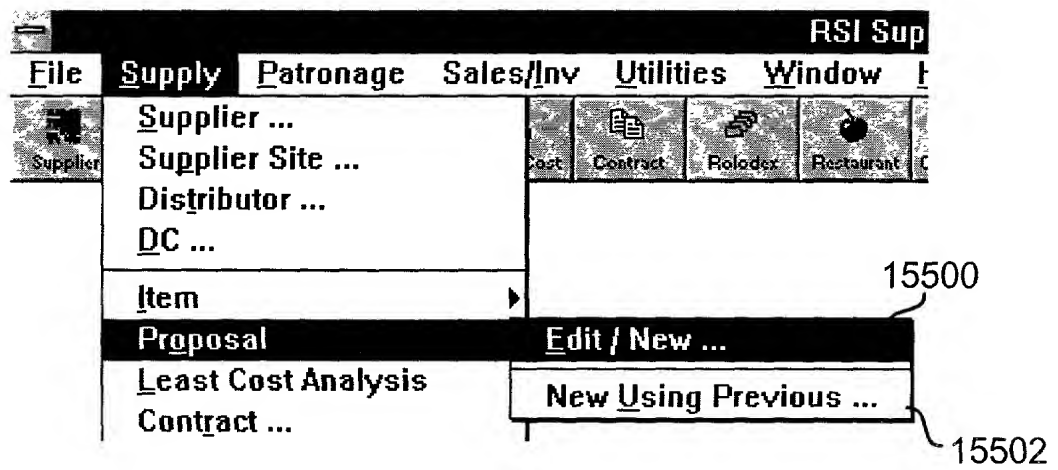 RSI Sup
File Supply Patronage Sales/Inv Utilities Window
Supplier Cost Contract Rolodex Restaurant
Supplier ...
Supplier Site ...
Distributor ...
DC ...
Item
Proposal
Least Cost Analysis
Contract ...
15500
Edit / New ...
New Using Previous ...
15502